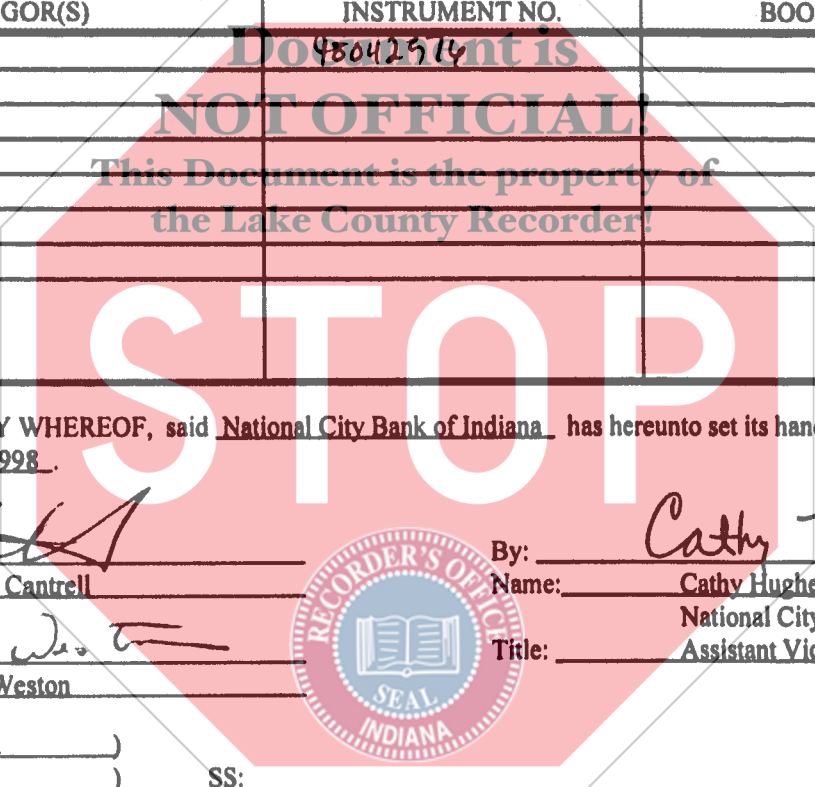 GOR(S) INSTRUMENT NO. BOO
Document is
NOT OFFICIAL!
This Document is the property of
the Lake County Recorder!
STOP
Y WHEREOF, said National City Bank of Indiana has hereunto set its han
998.
By: Cathy
Cantrell Name: Cathy Hughe
National City
Wes Title: Assistant Vic
Weston
RECORDER'S OFFICE
SEAL
INDIANA
)
) SS: